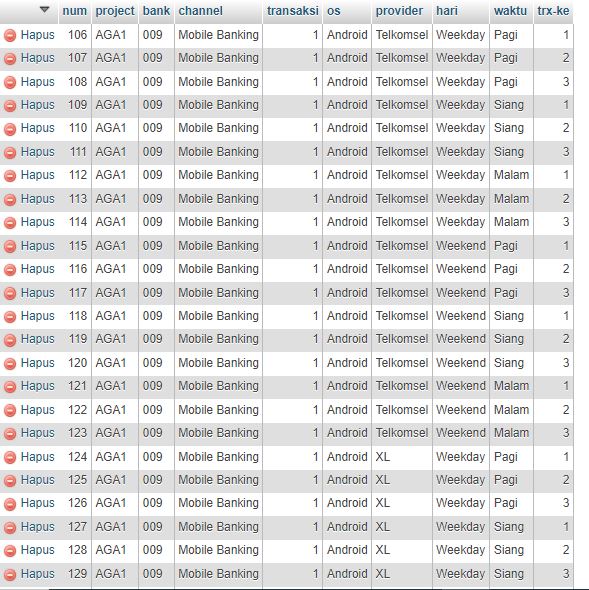 num project bank channel transaksi os provider hari waktu trx-ke
Hapus 106 AGA1 009 Mobile Banking 1 Android Telkomsel Weekday Pagi 1
Hapus 107 AGA1 009 Mobile Banking 1 Android Telkomsel Weekday Pagi 2
Hapus 108 AGA1 009 Mobile Banking 1 Android Telkomsel Weekday Pagi 3
Hapus 109 AGA1 009 Mobile Banking 1 Android Telkomsel Weekday Siang 1
Hapus 110 AGA1 009 Mobile Banking 1 Android Telkomsel Weekday Siang 2
Hapus 111 AGA1 009 Mobile Banking 1 Android Telkomsel Weekday Siang 3
Hapus 112 AGA1 009 Mobile Banking 1 Android Telkomsel Weekday Malam 1
Hapus 113 AGA1 009 Mobile Banking 1 Android Telkomsel Weekday Malam 2
Hapus 114 AGA1 009 Mobile Banking 1 Android Telkomsel Weekday Malam 3
Hapus 115 AGA1 009 Mobile Banking 1 Android Telkomsel Weekend Pagi 1
Hapus 116 AGA1 009 Mobile Banking 1 Android Telkomsel Weekend Pagi 2
Hapus 117 AGA1 009 Mobile Banking 1 Android Telkomsel Weekend Pagi 3
Hapus 118 AGA1 009 Mobile Banking 1 Android Telkomsel Weekend Siang 1
Hapus 119 AGA1 009 Mobile Banking 1 Android Telkomsel Weekend Siang 2
Hapus 120 AGA1 009 Mobile Banking 1 Android Telkomsel Weekend Siang 3
Hapus 121 AGA1 009 Mobile Banking 1 Android Telkomsel Weekend Malam 1
Hapus 122 AGA1 009 Mobile Banking 1 Android Telkomsel Weekend Malam 2
Hapus 123 AGA1 009 Mobile Banking 1 Android Telkomsel Weekend Malam 3
Hapus 124 AGA1 009 Mobile Banking 1 Android XL Weekday Pagi 1
Hapus 125 AGA1 009 Mobile Banking 1 Android XL Weekday Pagi 2
Hapus 126 AGA1 009 Mobile Banking 1 Android XL Weekday Pagi 3
Hapus 127 AGA1 009 Mobile Banking 1 Android XL Weekday Siang 1
Hapus 128 AGA1 009 Mobile Banking 1 Android XL Weekday Siang 2
Hapus 129 AGA1 009 Mobile Banking 1 Android XL Weekday Siang 3